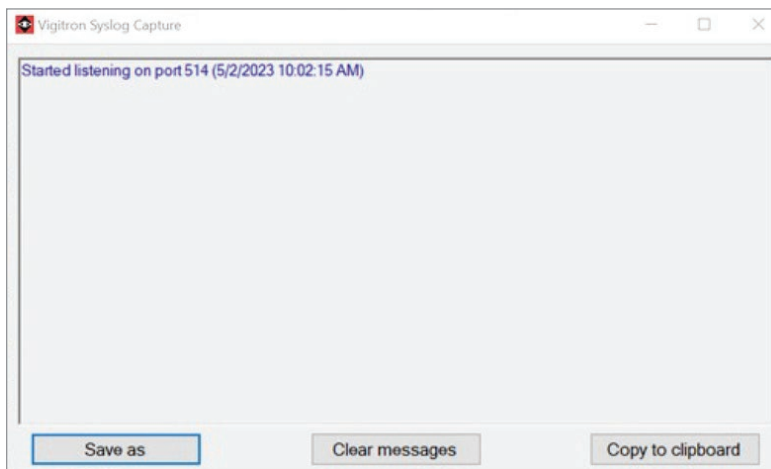 Vigitron Syslog Capture
Started listening on port 514 (5/2/2023 10:02:15 AM)
Save as
Clear messages
Copy to clipboard